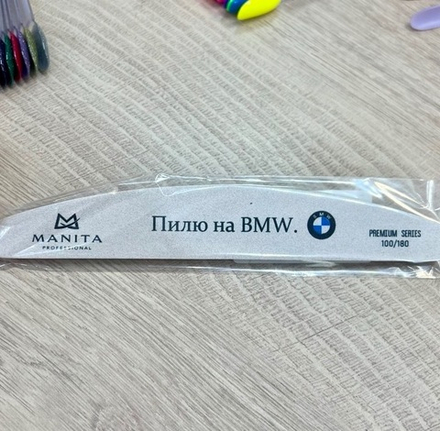 MANITA
PROFESSIONAL
Пилю на BMW.
BMW
PREMIUM SERIES
100/180